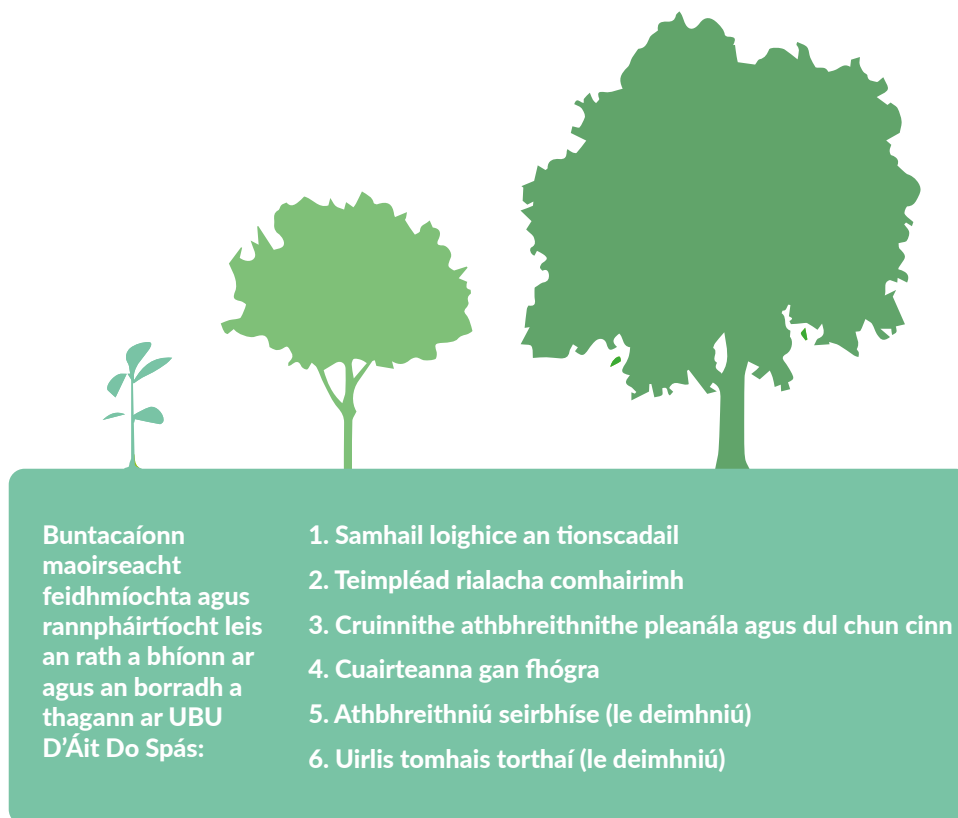 Buntacaíonn
maoirseacht
feidhmíochta agus
rannpháirtíocht leis
an rath a bhíonn ar
agus an borradh a
thagann ar UBU
D'Áit Do Spás:
1. Samhail loighice an tionscadail
2. Teimpléad rialacha comhairimh
3. Cruinnithe athbhreithnithe pleanála agus dul chun cinn
4. Cuairteanna gan fhógra
5. Athbhreithniú seirbhíse (le deimhniú)
6. Uirlis tomhais torthaí (le deimhniú)